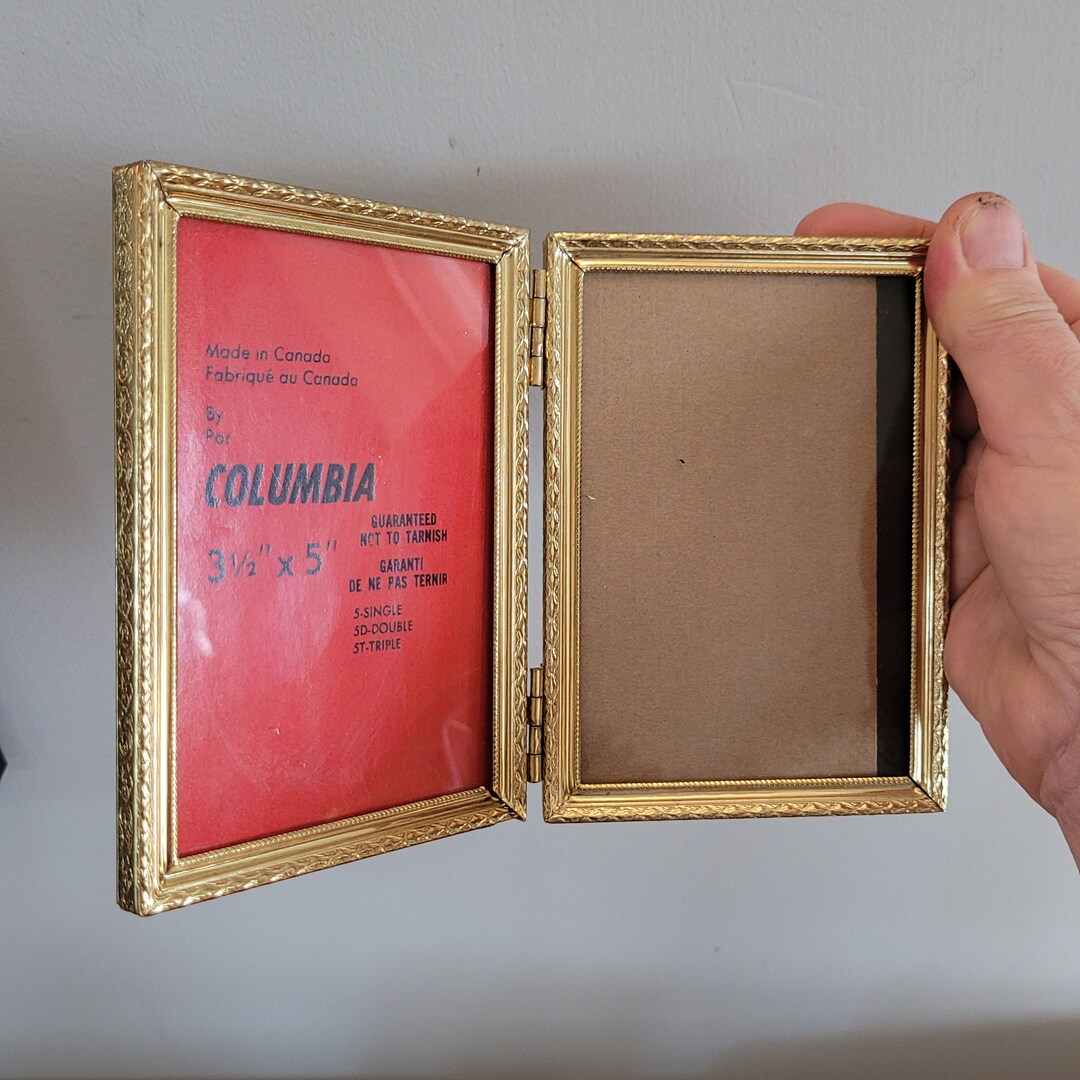 Made in Canada
Fabriqué au Canada
By
Par
COLUMBIA
GUARANTEED
NOT TO TARNISH
3½" x 5"
GARANTI
DE NE PAS TERNIR
5-SINGLE
5D-DOUBLE
5T-TRIPLE